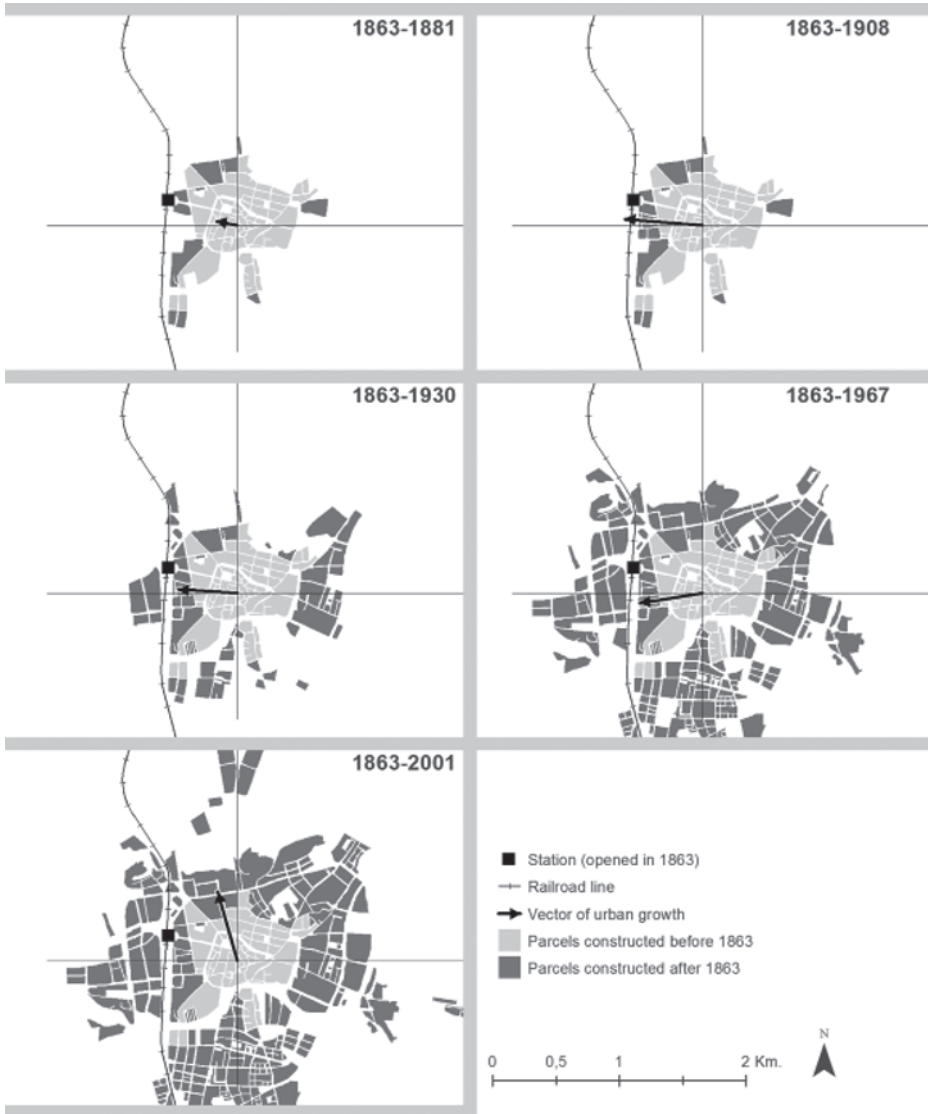 1863-1881
1863-1908
1863-1930
1863-1967
1863-2001
Station (opened in 1863)
Railroad line
Vector of urban growth
Parcels constructed before 1863
Parcels constructed after 1863
N
0 0,5 1 2 Km.